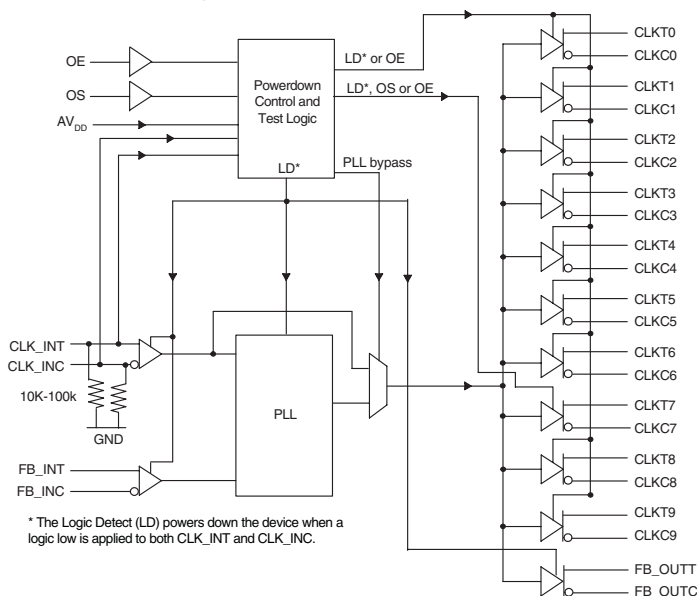 OE
OS
AVDD
Powerdown
Control and
Test Logic
LD*
LD* or OE
LD*, OS or OE
PLL bypass
CLK_INT
CLK_INC
10K-100k
GND
FB_INT
FB_INC
PLL
* The Logic Detect (LD) powers down the device when a
logic low is applied to both CLK_INT and CLK_INC.
CLKT0
CLKC0
CLKT1
CLKC1
CLKT2
CLKC2
CLKT3
CLKC3
CLKT4
CLKC4
CLKT5
CLKC5
CLKT6
CLKC6
CLKT7
CLKC7
CLKT8
CLKC8
CLKT9
CLKC9
FB_OUTT
FB_OUTC